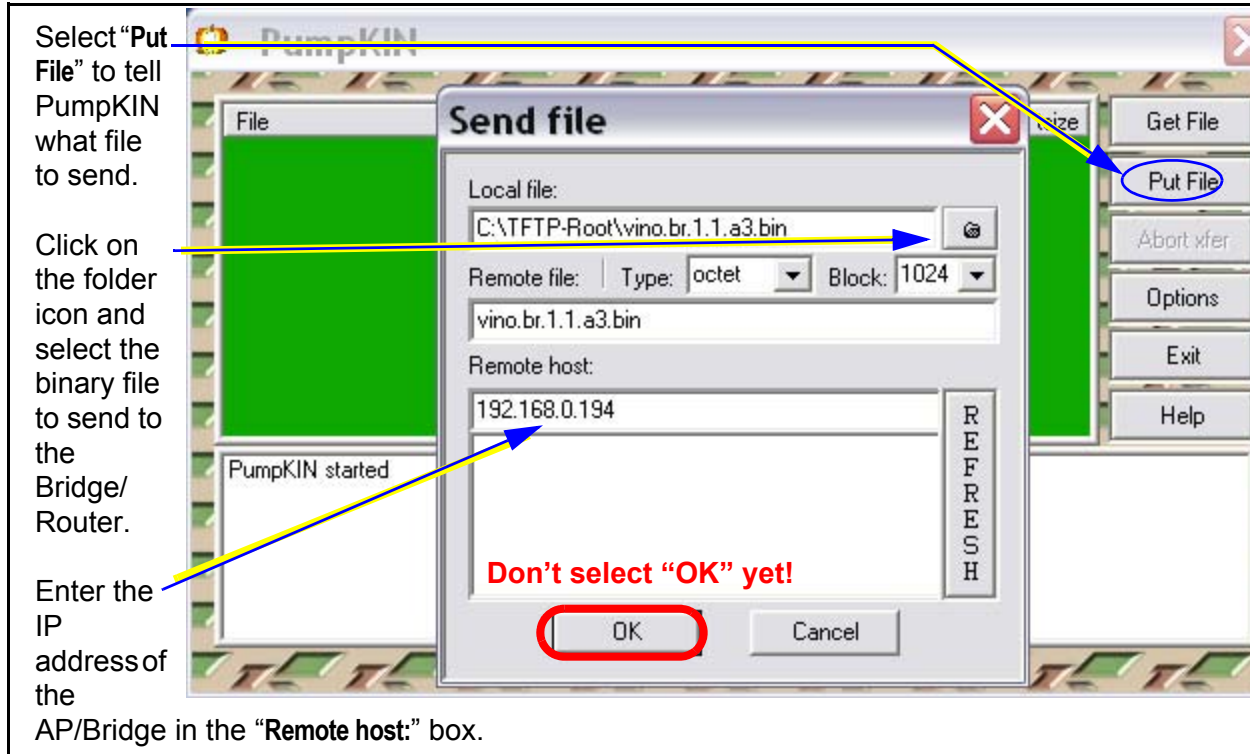 Select “Put
File” to tell
PumpKIN
what file
to send.
Click on
the folder
icon and
select the
binary file
to send to
the
Bridge/
Router.
Enter the
IP
address of
the
AP/Bridge in the “Remote host:” box.
PumpKIN
File
Get File
Put File
Abort xfer
Options
Exit
Help
PumpKIN started
Send file
Local file:
C:\TFTP-Root\vino.br.1.1.a3.bin
Remote file: Type: octet Block: 1024
vino.br.1.1.a3.bin
Remote host:
192.168.0.194
REFRESH
Don’t select “OK” yet!
OK Cancel